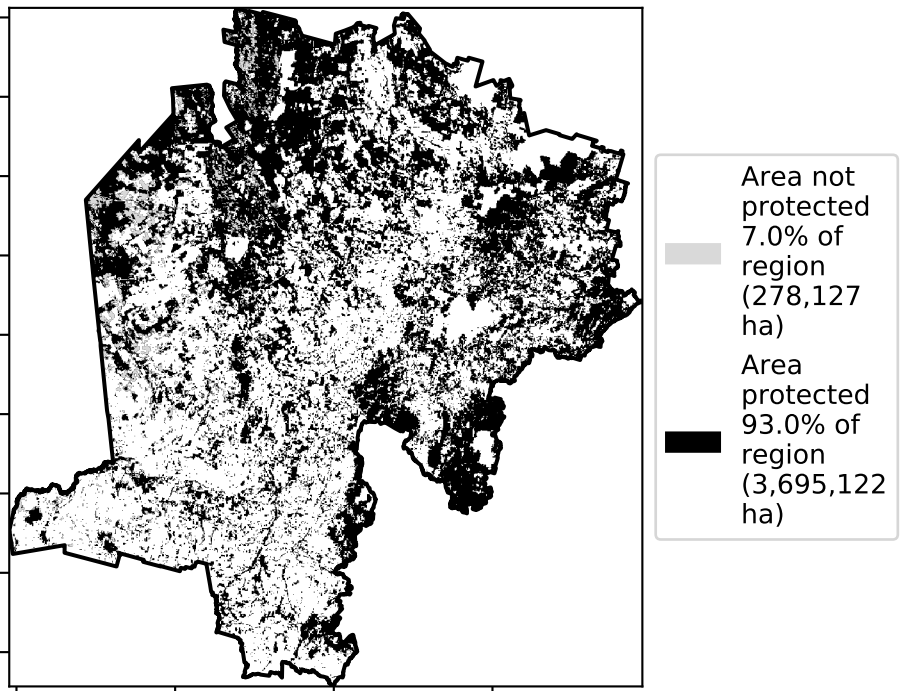 Area not
protected
7.0% of
region
(278,127
ha)
Area
protected
93.0% of
region
(3,695,122
ha)